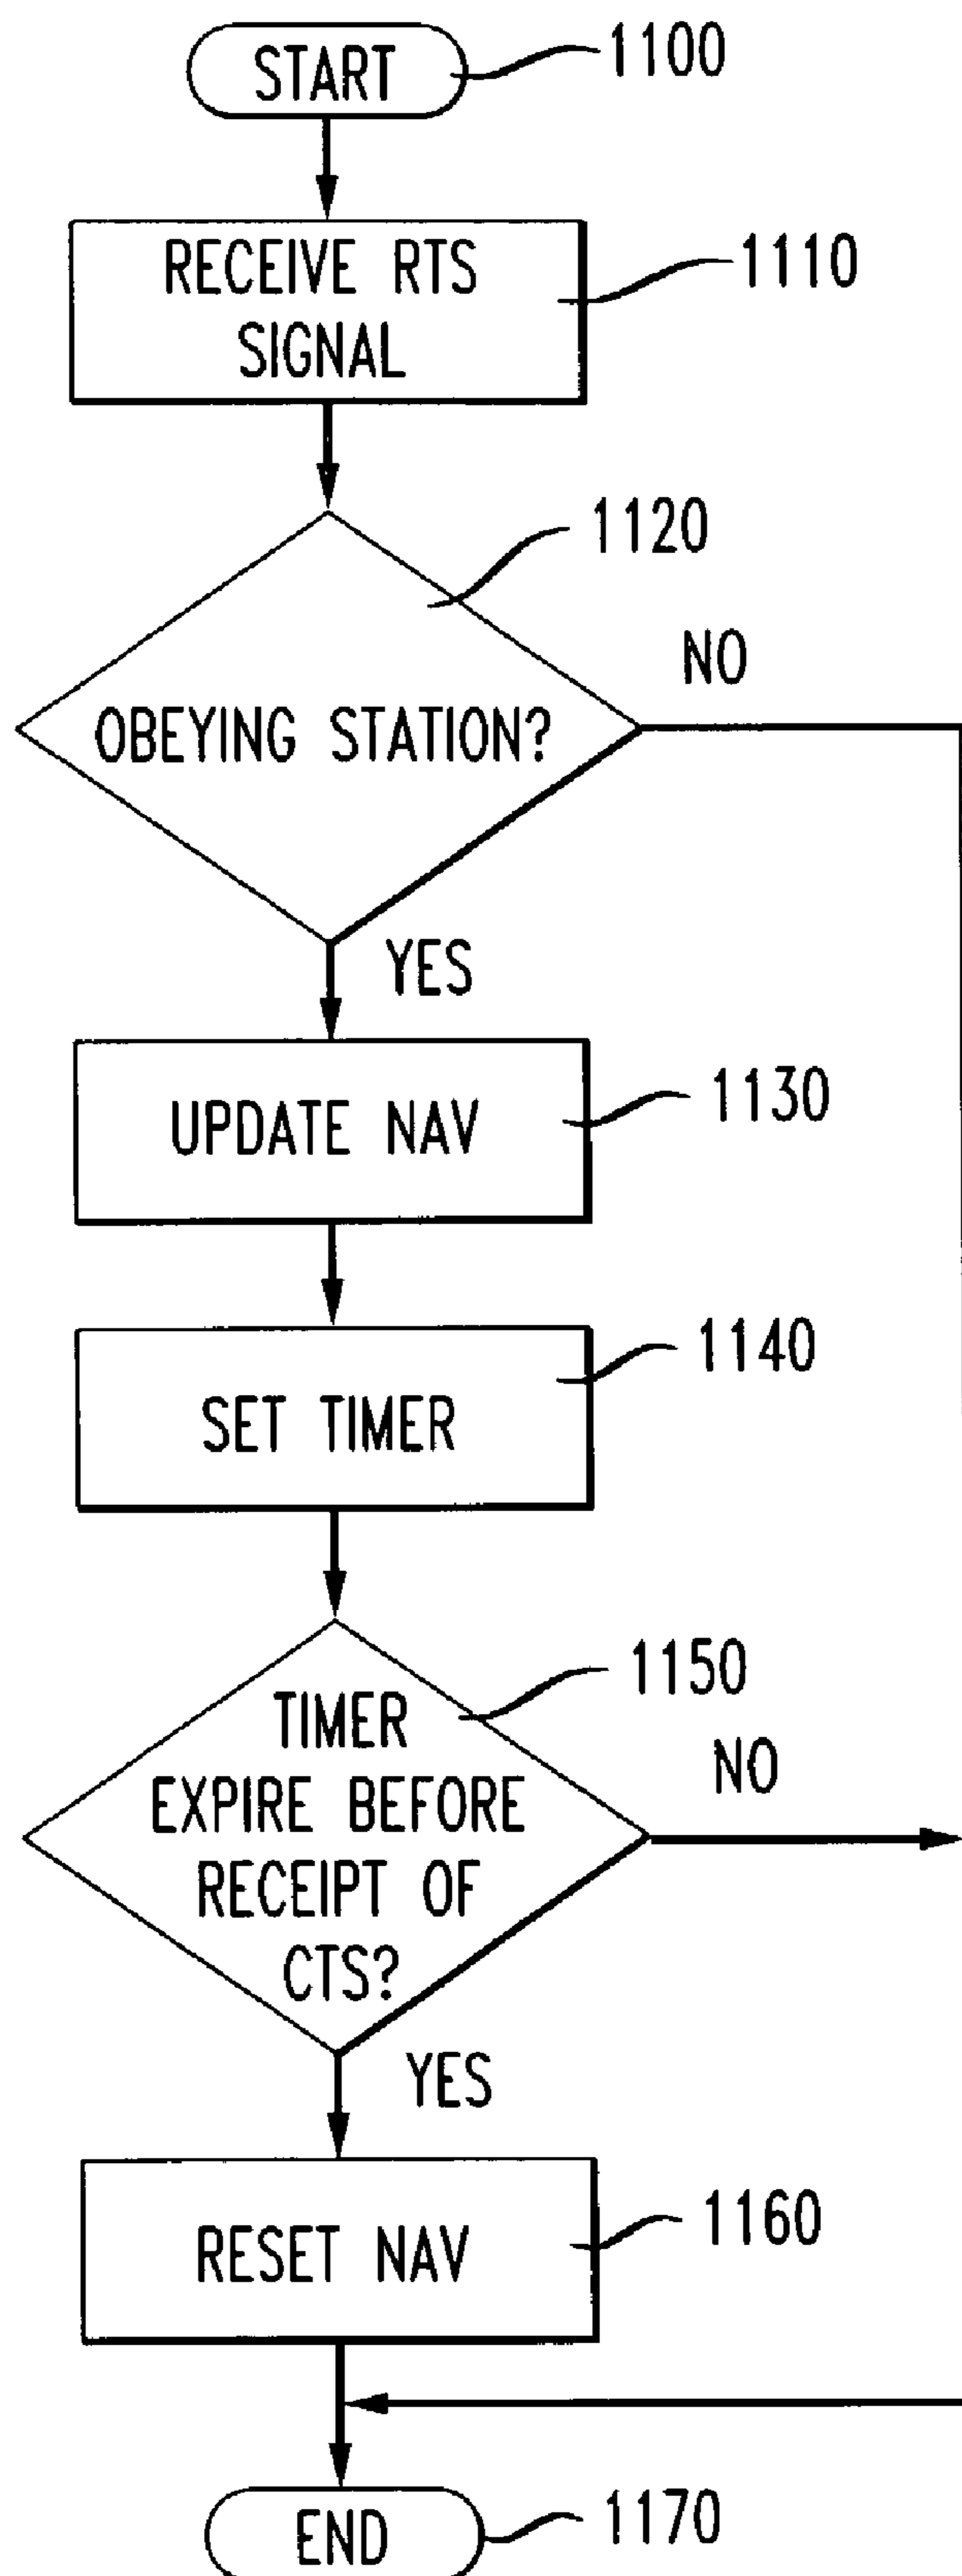 START
1100
RECEIVE RTS
SIGNAL
1110
1120
OBEYING STATION?
NO
YES
UPDATE NAV
1130
SET TIMER
1140
TIMER
EXPIRE BEFORE
RECEIPT OF
CTS?
1150
NO
YES
RESET NAV
1160
END
1170